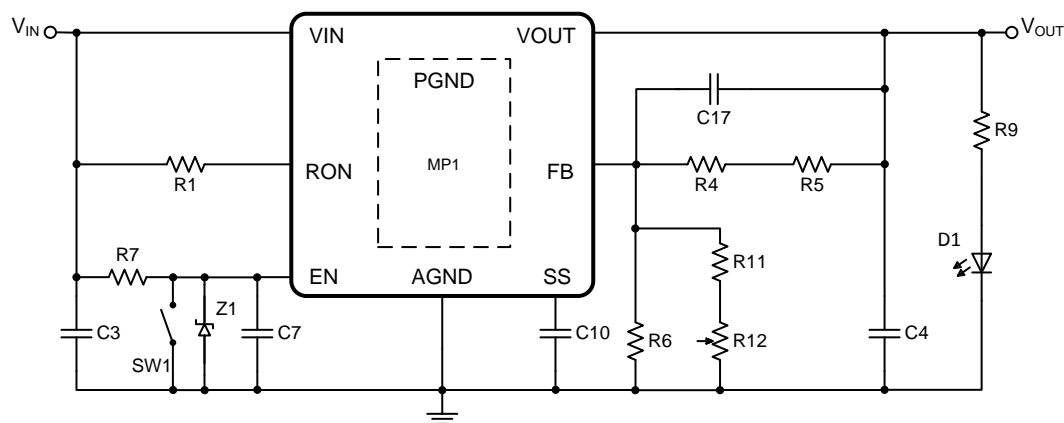 VIN
VOUT
VIN
VOUT
PGND
C17
R9
MP1
RON
FB
R1
R4
R5
R7
D1
EN
AGND
SS
R11
Z1
C3
C7
C10
R6
R12
C4
SW1